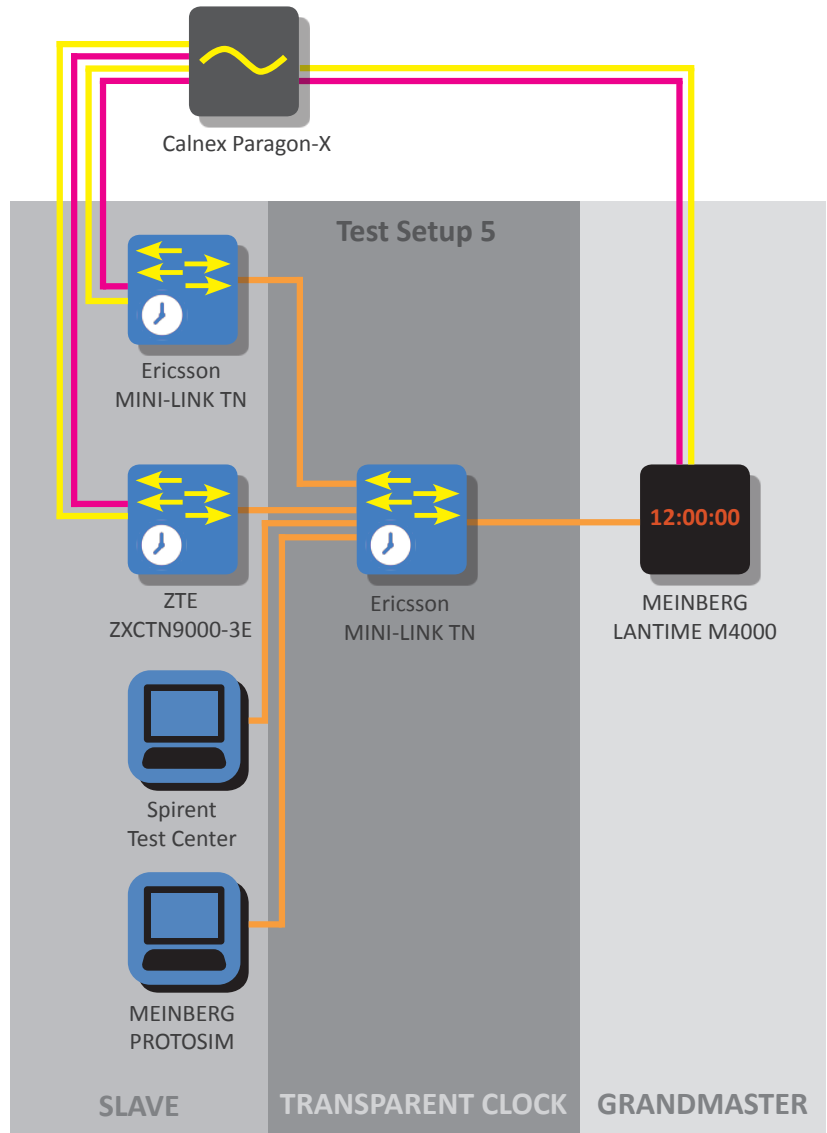 Calnex Paragon-X
Test Setup 5
Ericsson
MINI-LINK TN
ZTE
ZXCTN9000-3E
Ericsson
MINI-LINK TN
12:00:00
MEINBERG
LANTIME M4000
Spirent
Test Center
MEINBERG
PROTOSIM
SLAVE
TRANSPARENT CLOCK
GRANDMASTER